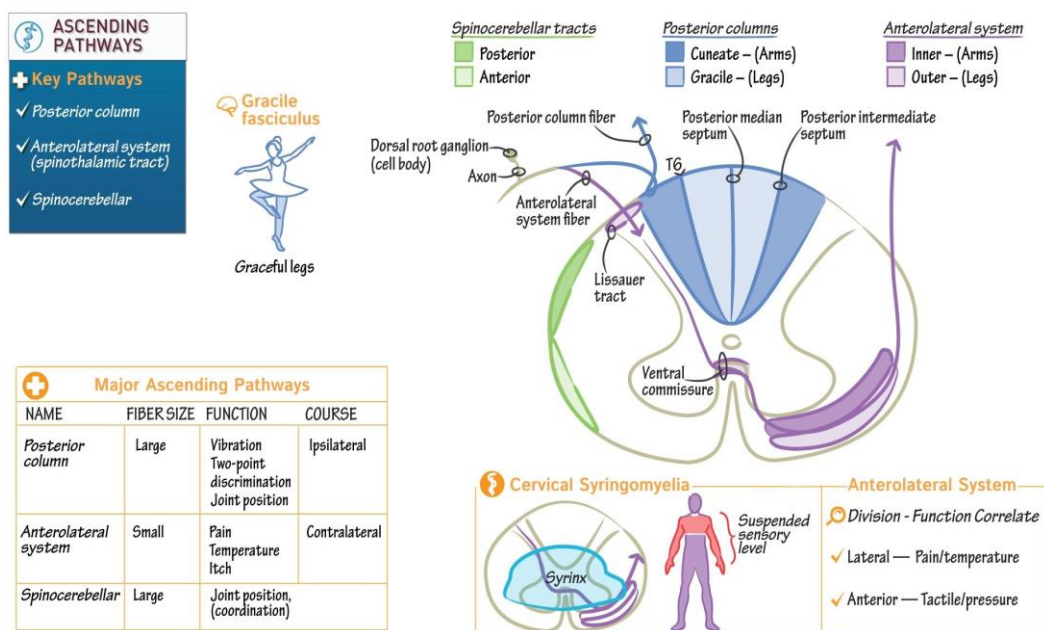 ASCENDING
PATHWAYS
Key Pathways
Posterior column
Anterolateral system
(spinothalamic tract)
Spinocerebellar
Gracile
fasciculus
Graceful legs
Spinocerebellar tracts
Posterior
Anterior
Posterior columns
Cuneate – (Arms)
Gracile – (Legs)
Anterolateral system
Inner – (Arms)
Outer – (Legs)
Posterior column fiber
Posterior median
septum
Posterior intermediate
septum
Dorsal root ganglion
(cell body)
Axon
T6
Anterolateral
system fiber
Lissauer
tract
Ventral
commissure
Major Ascending Pathways
NAME FIBER SIZE FUNCTION COURSE
Posterior
column
Large
Vibration
Two-point
discrimination
Joint position
Ipsilateral
Anterolateral
system
Small
Pain
Temperature
Itch
Contralateral
Spinocerebellar
Large
Joint position,
(coordination)
Cervical Syringomyelia
Syrinx
Suspended
sensory
level
Anterolateral System
Division - Function Correlate
Lateral — Pain/temperature
Anterior — Tactile/pressure